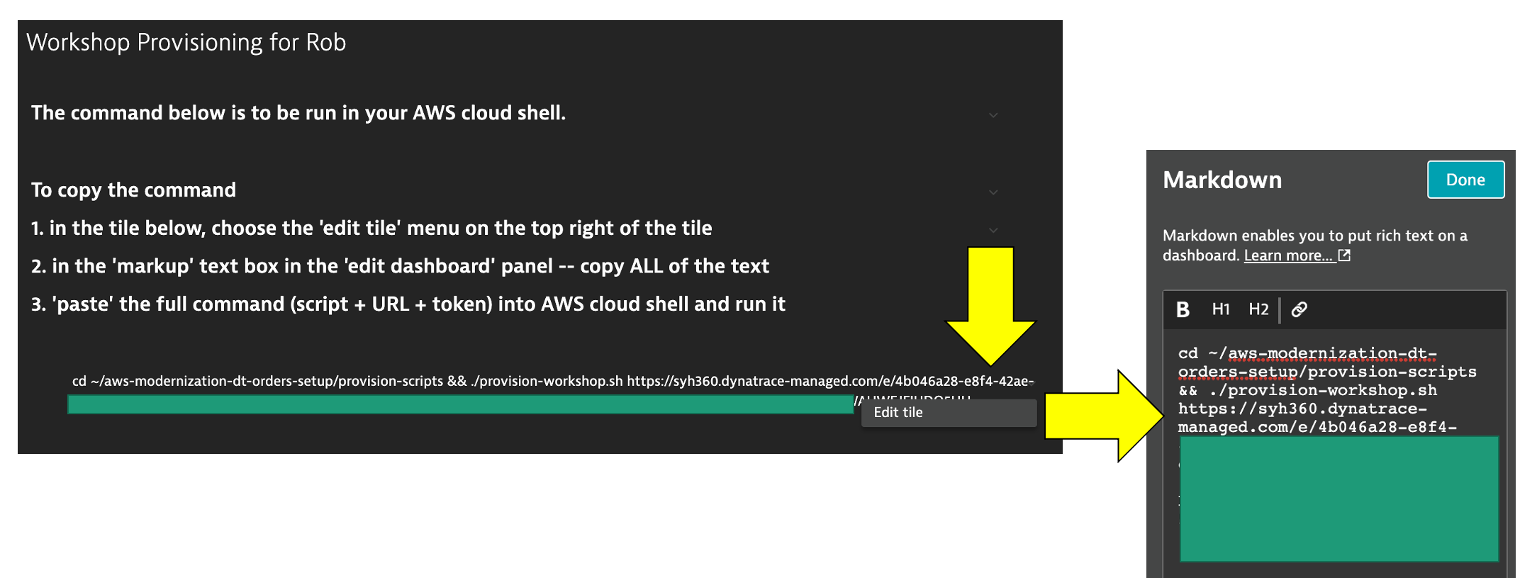 Workshop Provisioning for Rob
The command below is to be run in your AWS cloud shell.
To copy the command
1. in the tile below, choose the 'edit tile' menu on the top right of the tile
2. in the 'markup' text box in the 'edit dashboard' panel -- copy ALL of the text
3. 'paste' the full command (script + URL + token) into AWS cloud shell and run it
cd ~/aws-modernization-dt-orders-setup/provision-scripts && ./provision-workshop.sh https://syh360.dynatrace-managed.com/e/4b046a28-e8f4-42ae-
Edit tile
Markdown
Done
Markdown enables you to put rich text on a
dashboard. Learn more...
B H1 H2
cd ~/aws-modernization-dt-
orders-setup/provision-scripts
&& ./provision-workshop.sh
https://syh360.dynatrace-
managed.com/e/4b046a28-e8f4-